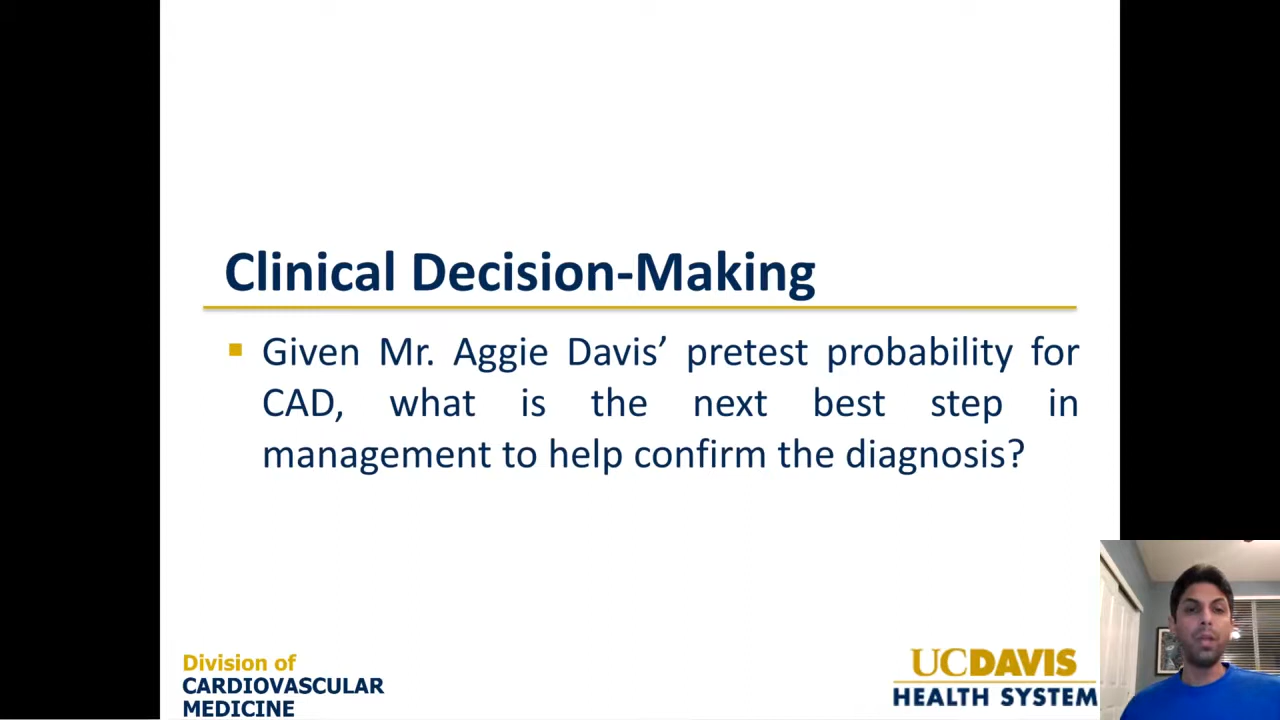 Clinical Decision-Making
▪ Given Mr. Aggie Davis’ pretest probability for
CAD, what is the next best step in
management to help confirm the diagnosis?
Division of
CARDIOVASCULAR
MEDICINE
UCDAVIS
HEALTH SYSTEM